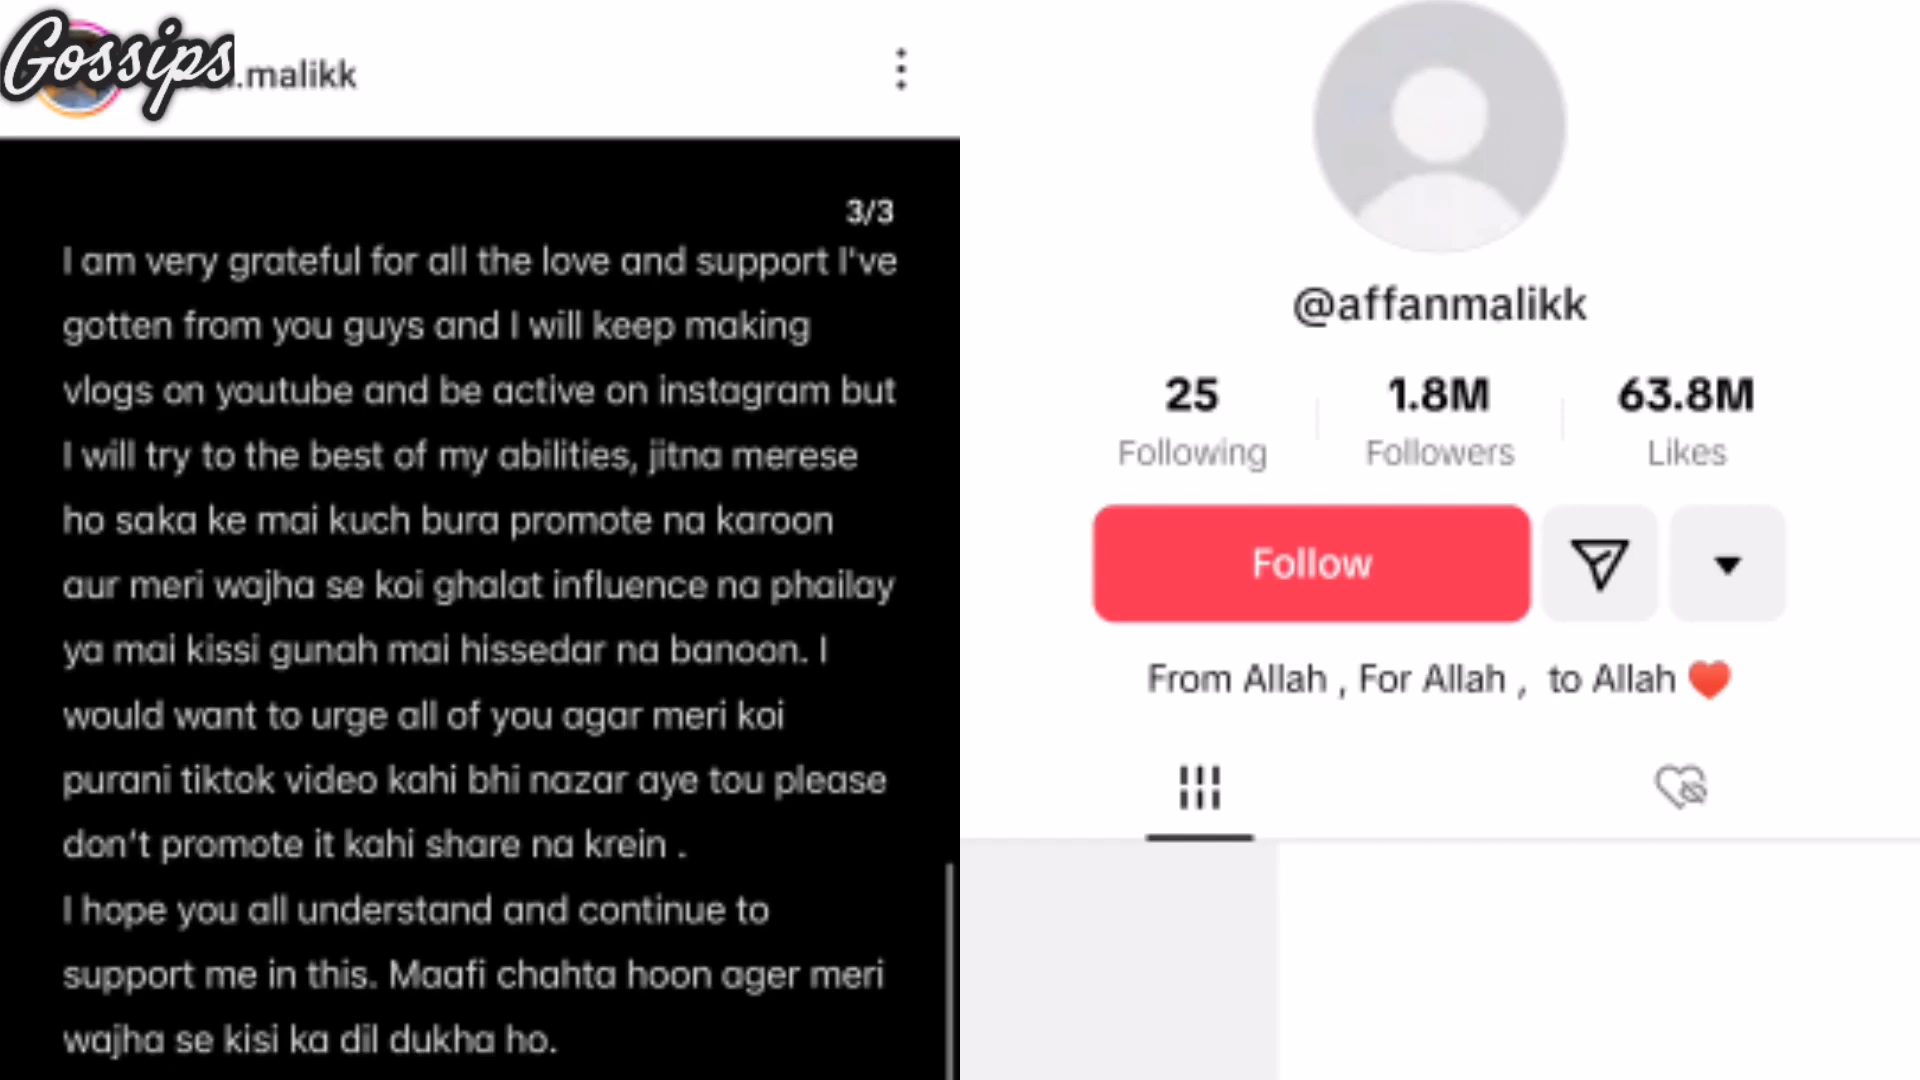 Gossips
.malikk
3/3
I am very grateful for all the love and support I've
gotten from you guys and I will keep making
vlogs on youtube and be active on instagram but
I will try to the best of my abilities, jitna merese
ho saka ke mai kuch bura promote na karoon
aur meri wajha se koi ghalat influence na phailay
ya mai kissi gunah mai hissedar na banoon. I
would want to urge all of you agar meri koi
purani tiktok video kahi bhi nazar aye tou please
don't promote it kahi share na krein .
I hope you all understand and continue to
support me in this. Maafi chahta hoon ager meri
wajha se kisi ka dil dukha ho.
@affanmalikk
25 1.8M 63.8M
Following Followers Likes
Follow
From Allah , For Allah , to Allah ❤️